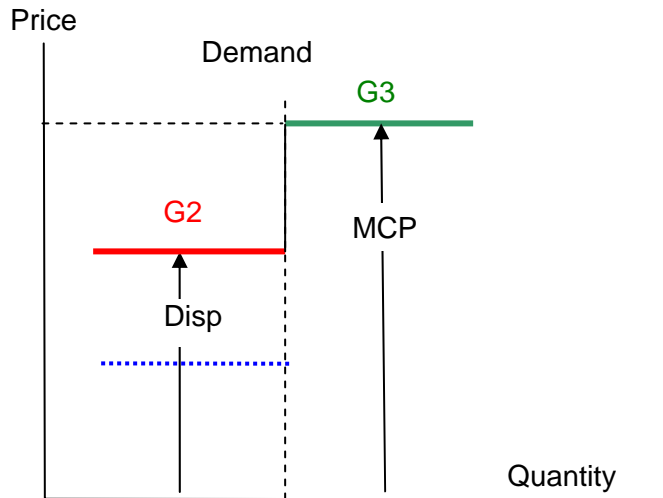 Price
Demand
G3
G2
MCP
Disp
Quantity